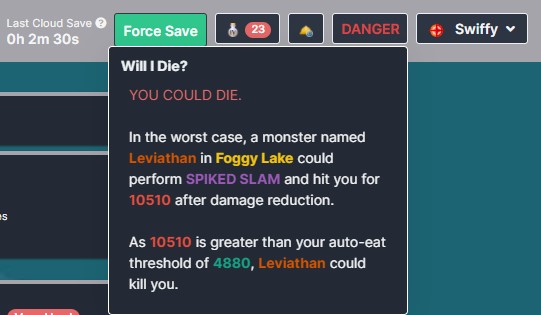 Last Cloud Save ?
0h 2m 30s
Force Save
23
DANGER
Swiffy
Will I Die?
YOU COULD DIE.
In the worst case, a monster named
Leviathan in Foggy Lake could
perform SPIKED SLAM and hit you for
10510 after damage reduction.
As 10510 is greater than your auto-eat
threshold of 4880, Leviathan could
kill you.
es